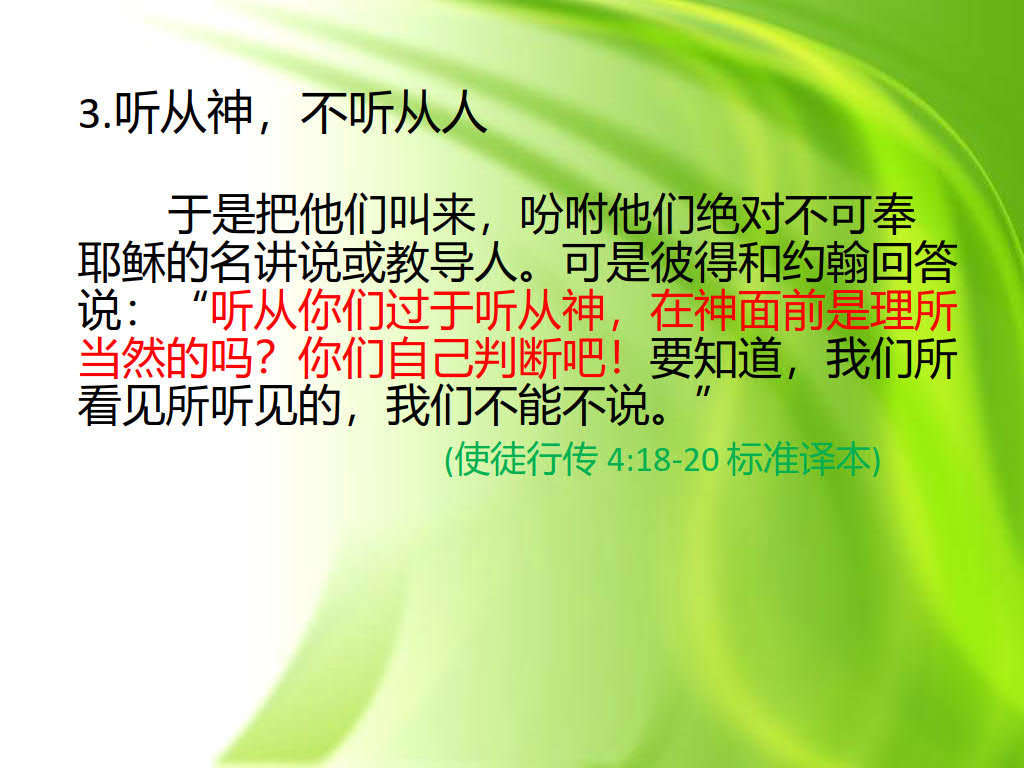 3.听从神，不听从人
于是把他们叫来，吩咐他们绝对不可奉
耶稣的名讲说或教导人。可是彼得和约翰回答
说：“听从你们过于听从神，在神面前是理所
当然的吗？你们自己判断吧！要知道，我们所
看见所听见的，我们不能不说。”
(使徒行传 4:18-20 标准译本)